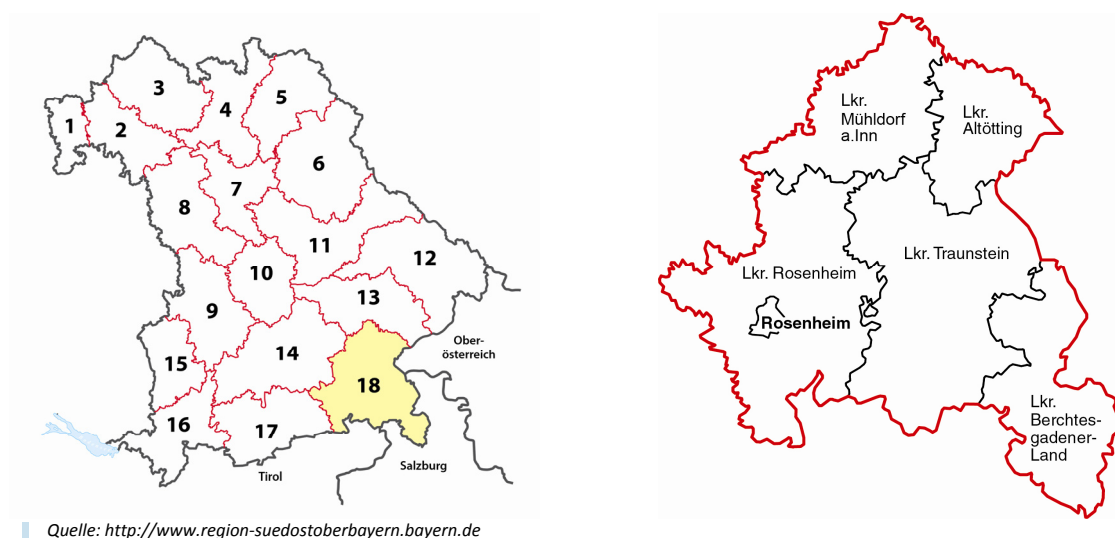 3
4
5
1
2
6
7
8
11
12
10
13
9
14
15
18
16
17
Ober-
österreich
Salzburg
Tirol
Lkr.
Mühldorf
a.Inn
Lkr.
Altötting
Lkr. Traunstein
Lkr. Rosenheim
Rosenheim
Lkr.
Berchtes-
gadener-
Land
Quelle: http://www.region-suedostoberbayern.bayern.de